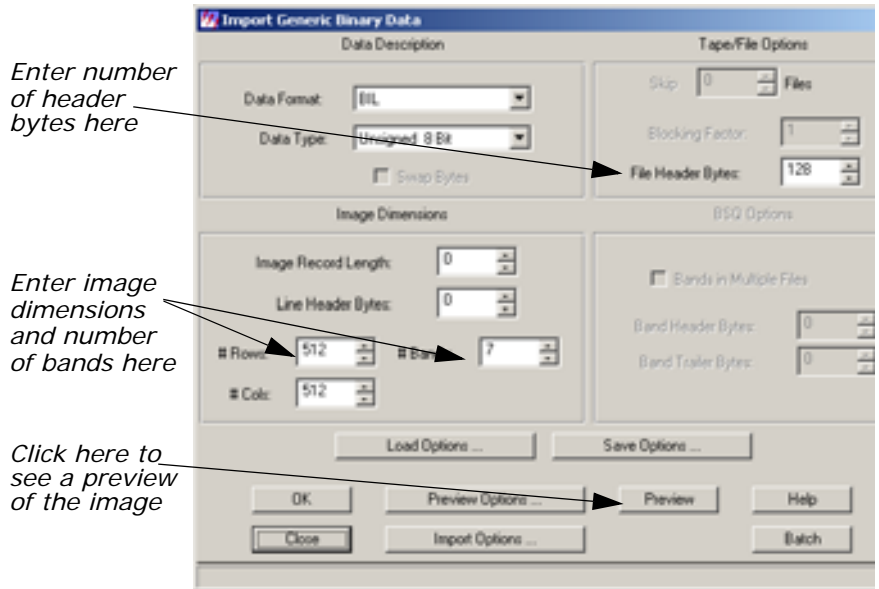 Import Generic Binary Data
Data Description
Tape/File Options
Enter number
of header
bytes here
Data Format: BIL
Data Type: Unsigned 8 Bit
Swap Bytes
Skip 0 Files
Blocking Factor: 1
File Header Bytes: 128
Image Dimensions
BSQ Options
Enter image
dimensions
and number
of bands here
Image Record Length: 0
Line Header Bytes: 0
# Rows: 512 # Ban 7
# Cols: 512
Bands in Multiple Files
Band Header Bytes: 0
Band Trailer Bytes: 0
Click here to
see a preview
of the image
Load Options ... Save Options ...
OK Preview Options ... Preview Help
Close Import Options ... Batch